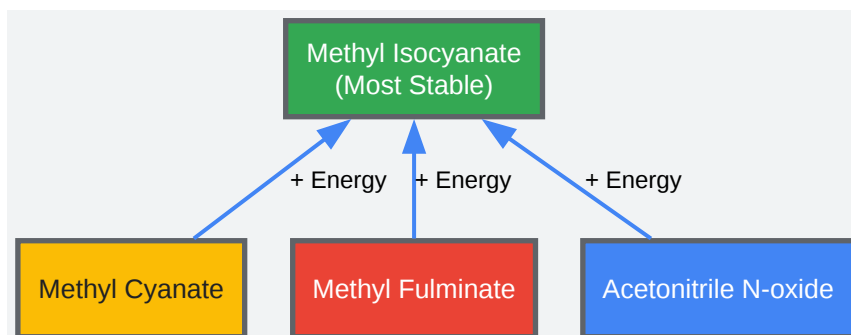 Methyl Isocyanate
(Most Stable)
+ Energy
+ Energy
+ Energy
Methyl Cyanate
Methyl Fulminate
Acetonitrile N-oxide